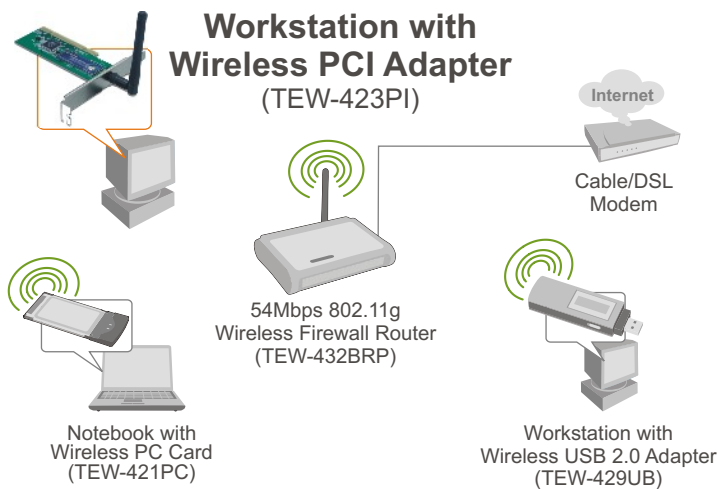 Workstation with
Wireless PCI Adapter
(TEW-423PI)
Internet
Cable/DSL
Modem
54Mbps 802.11g
Wireless Firewall Router
(TEW-432BRP)
Notebook with
Wireless PC Card
(TEW-421PC)
Workstation with
Wireless USB 2.0 Adapter
(TEW-429UB)